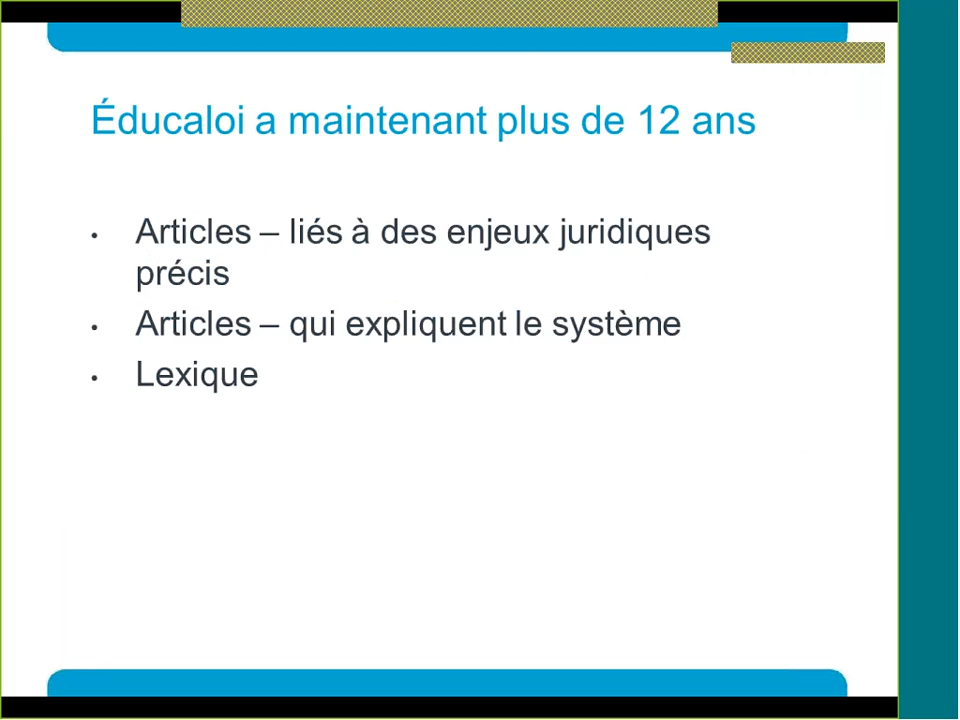 Éducaloi a maintenant plus de 12 ans
• Articles – liés à des enjeux juridiques
précis
• Articles – qui expliquent le système
• Lexique